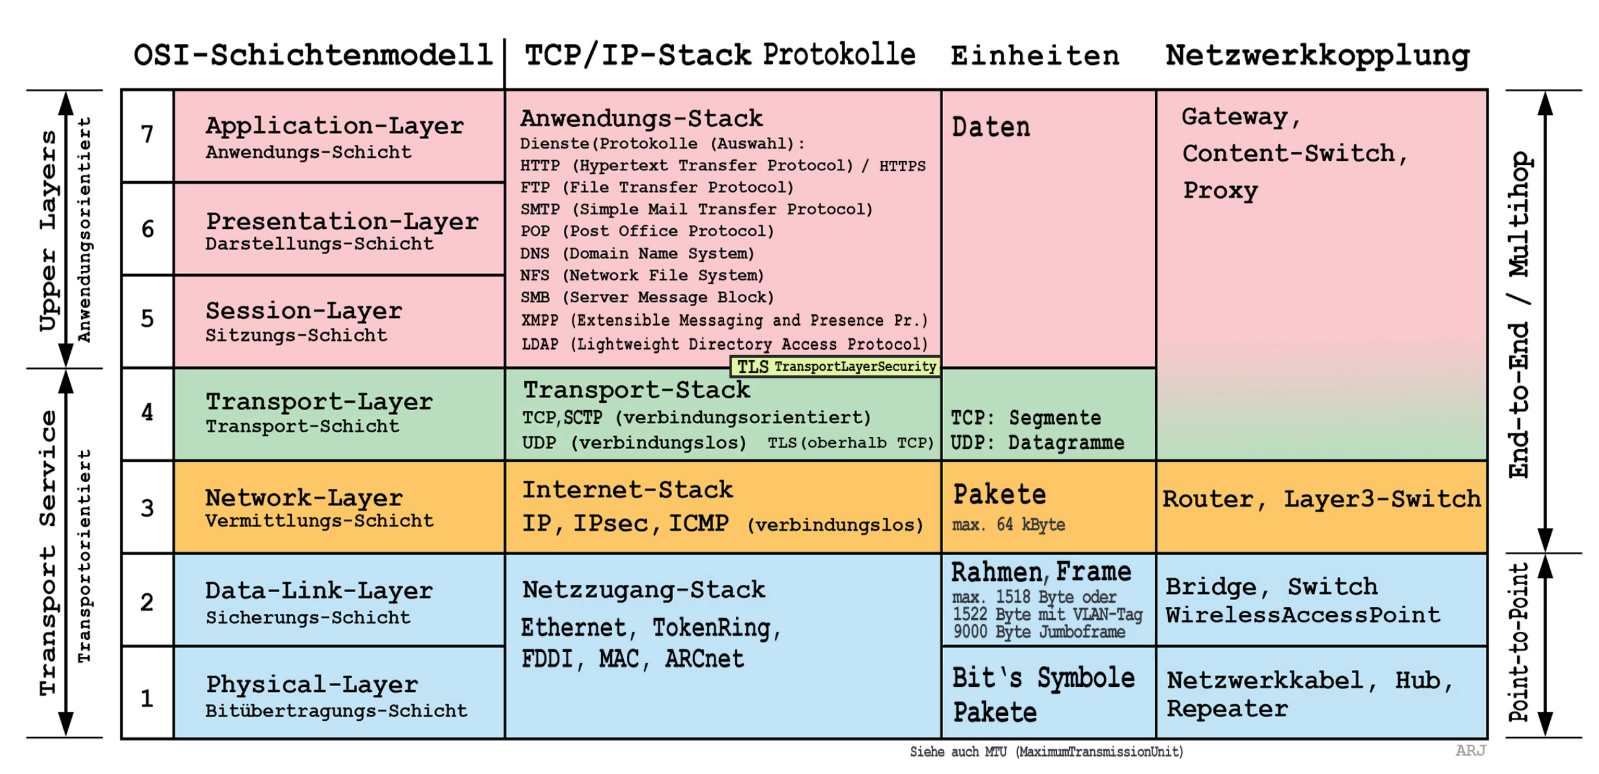 OSI-Schichtenmodell
TCP/IP-Stack Protokolle
Einheiten
Netzwerkkopplung
Upper Layers
Anwendungsorientiert
Transport Service
Transportorientiert
7
Application-Layer
Anwendungs-Schicht
6
Presentation-Layer
Darstellungs-Schicht
5
Session-Layer
Sitzungs-Schicht
4
Transport-Layer
Transport-Schicht
3
Network-Layer
Vermittlungs-Schicht
2
Data-Link-Layer
Sicherungs-Schicht
1
Physical-Layer
Bitübertragungs-Schicht
Anwendungs-Stack
Dienste(Protokolle (Auswahl):
HTTP (Hypertext Transfer Protocol) / HTTPS
FTP (File Transfer Protocol)
SMTP (Simple Mail Transfer Protocol)
POP (Post Office Protocol)
DNS (Domain Name System)
NFS (Network File System)
SMB (Server Message Block)
XMPP (Extensible Messaging and Presence Pr.)
LDAP (Lightweight Directory Access Protocol)
TLS TransportLayerSecurity
Transport-Stack
TCP,SCTP (verbindungsorientiert)
UDP (verbindungslos) TLS(oberhalb TCP)
Internet-Stack
IP, IPsec, ICMP (verbindungslos)
Netzzugang-Stack
Ethernet, TokenRing,
FDDI, MAC, ARCnet
Daten
TCP: Segmente
UDP: Datagramme
Pakete
max. 64 kByte
Rahmen, Frame
max. 1518 Byte oder
1522 Byte mit VLAN-Tag
9000 Byte Jumboframe
Bit‵s Symbole
Pakete
Gateway,
Content-Switch,
Proxy
Router, Layer3-Switch
Bridge, Switch
WirelessAccessPoint
Netzwerkkabel, Hub,
Repeater
End-to-End / Multihop
Point-to-Point
Siehe auch MTU (MaximumTransmissionUnit)
ARJ